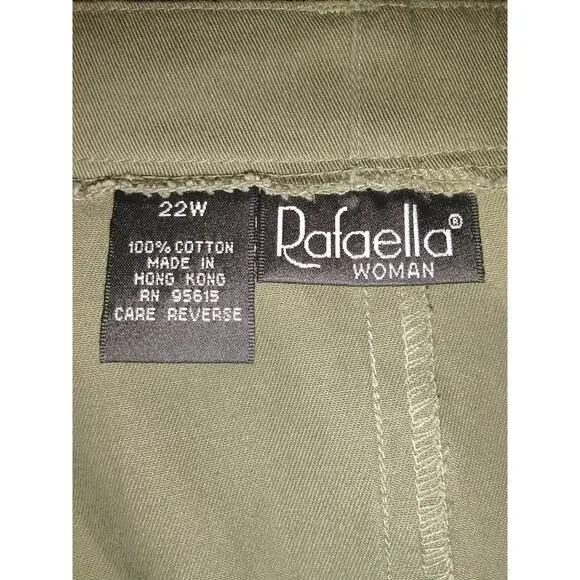 22W
100% COTTON
MADE IN
HONG KONG
RN 95615
CARE REVERSE
Rafaella®
WOMAN